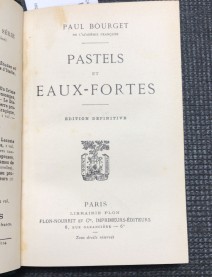 PAUL BOURGET
DE L'ACADÉMIE FRANÇAISE
PASTELS
ET
EAUX-FORTES
ÉDITION DÉFINITIVE
PARIS
LIBRAIRIE PLON
PLON-NOURRIT ET Cie, IMPRIMEURS-ÉDITEURS
8, RUE GARANCIÈRE — 6e
Tous droits réservés